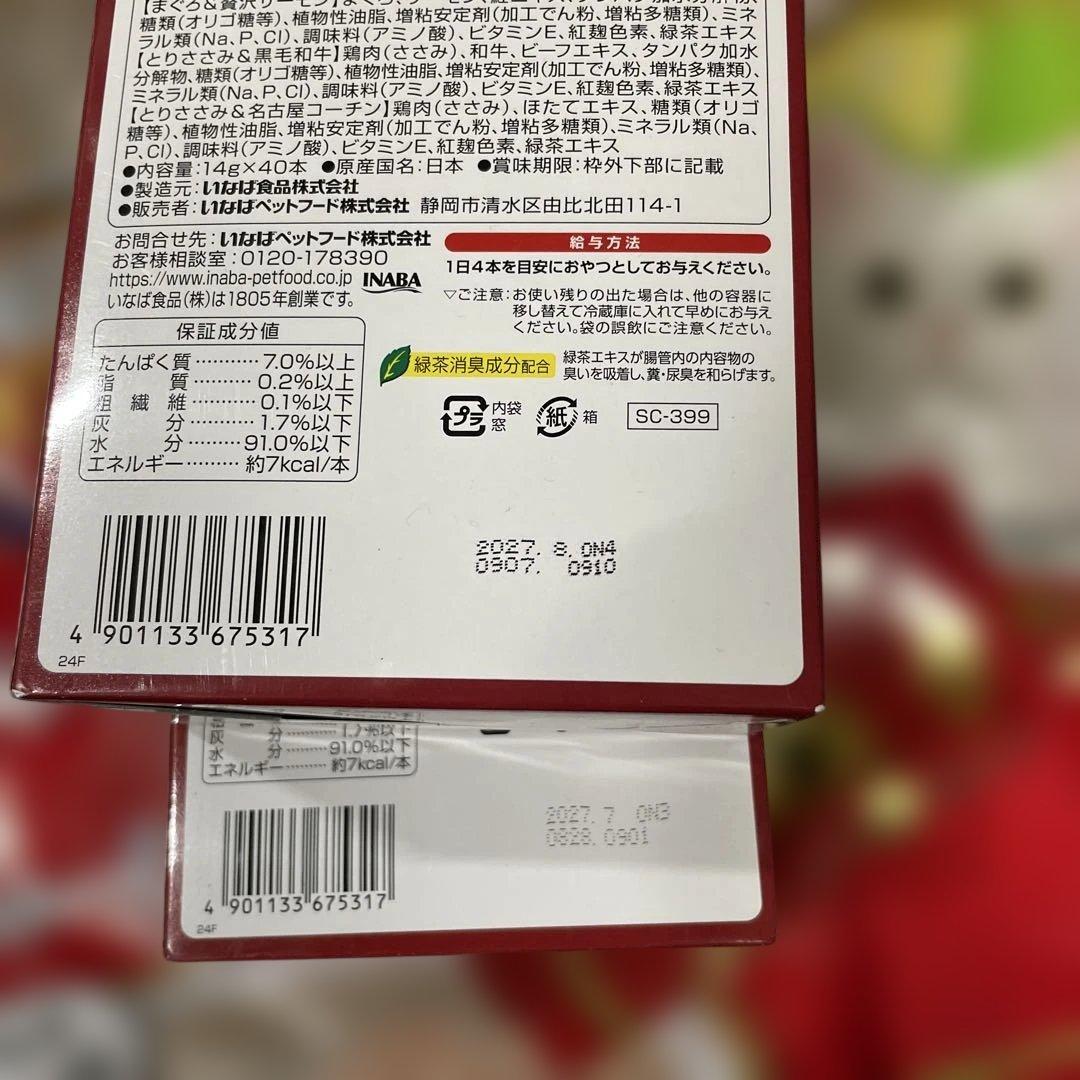 【まぐろ&贅沢サーモン】まぐろ、
糖類(オリゴ糖等)、植物性油脂、増粘安定剤(加工でん粉、増粘多糖類)、ミネ
ラル類(Na、P、Cl)、調味料(アミノ酸)、ビタミンE、紅麹色素、緑茶エキス
【とりささみ&黒毛和牛】鶏肉(ささみ)、和牛、ビーフエキス、タンパク加水
分解物、糖類(オリゴ糖等)、植物性油脂、増粘安定剤(加工でん粉、増粘多糖類)、
ミネラル類(Na、P、Cl)、調味料(アミノ酸)、ビタミンE、紅麹色素、緑茶エキス
【とりささみ&名古屋コーチン】鶏肉(ささみ)、ほたてエキス、糖類(オリゴ
糖等)、植物性油脂、増粘安定剤(加工でん粉、増粘多糖類)、ミネラル類(Na、
P、Cl)、調味料(アミノ酸)、ビタミンE、紅麹色素、緑茶エキス
●内容量:14g×40本 ●原産国名:日本 ●賞味期限:枠外下部に記載
●製造元:いなば食品株式会社
●販売者:いなばペットフード株式会社 静岡市清水区由比北田114-1
お問合せ先:いなばペットフード株式会社
お客様相談室:0120-178390
https://www.inaba-petfood.co.jp INABA
いなば食品(株)は1805年創業です。
給与方法
1日4本を目安におやつとしてお与えください。
▽ご注意:お使い残りの出た場合は、他の容器に
移し替えて冷蔵庫に入れて早めにお与え
ください。袋の誤飲にご注意ください。
保証成分値
たんぱく質………7.0%以上
脂質………0.2%以上
粗繊維………0.1%以下
灰分………1.7%以下
水分………91.0%以下
エネルギー………約7kcal/本
緑茶消臭成分配合
緑茶エキスが腸管内の内容物の
臭いを吸着し、糞・尿臭を和らげます。
プラ 内袋 窓 紙 箱 SC-399
2027. 8. ON4
0907. 0910
4 901133 675317
24F
灰分………1.7%以下
水分………91.0%以下
エネルギー………約7kcal/本
2027. 7 ON3
0828. 0901
4 901133 675317
24F